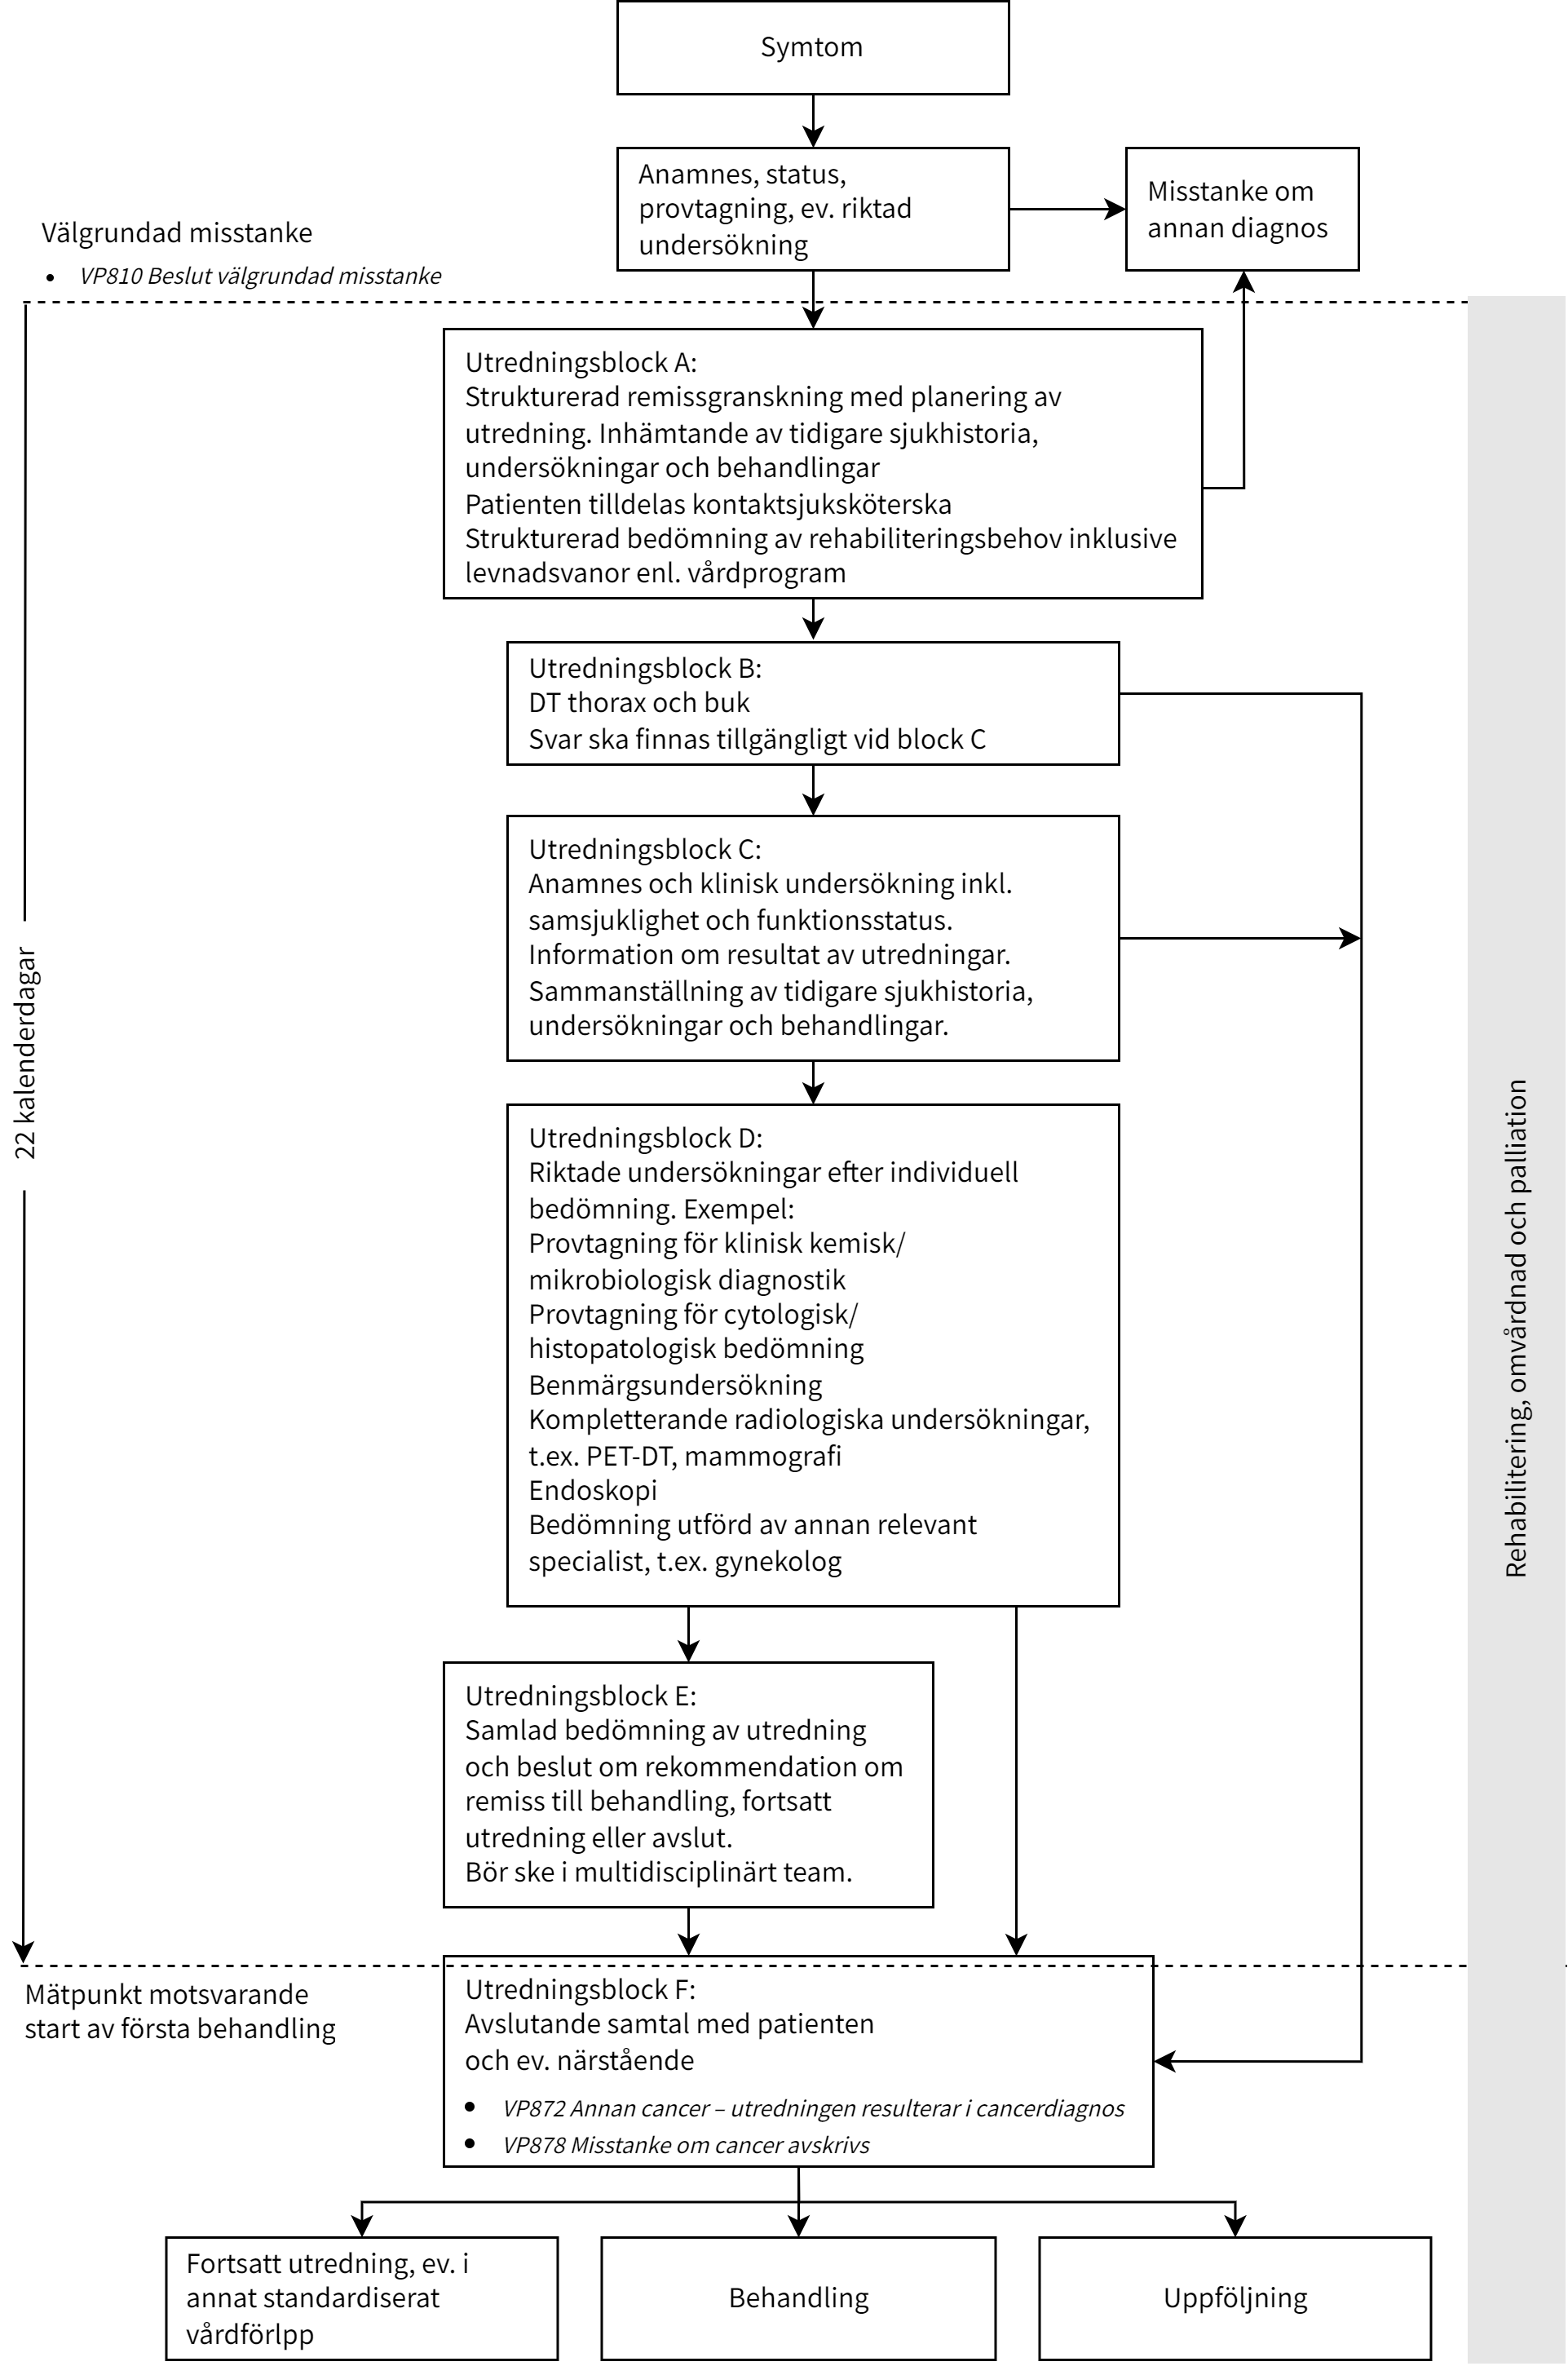 Symtom
Anamnes, status,
provtagning, ev. riktad
undersökning
Misstanke om
annan diagnos
Välgrundad misstanke
• VP810 Beslut välgrundad misstanke
Utredningsblock A:
Strukturerad remissgranskning med planering av
utredning. Inhämtande av tidigare sjukhistoria,
undersökningar och behandlingar
Patienten tilldelas kontaktsjuksköterska
Strukturerad bedömning av rehabiliteringsbehov inklusive
levnadsvanor enl. vårdprogram
Utredningsblock B:
DT thorax och buk
Svar ska finnas tillgängligt vid block C
Utredningsblock C:
Anamnes och klinisk undersökning inkl.
samsjuklighet och funktionsstatus.
Information om resultat av utredningar.
Sammanställning av tidigare sjukhistoria,
undersökningar och behandlingar.
22 kalenderdagar
Utredningsblock D:
Riktade undersökningar efter individuell
bedömning. Exempel:
Provtagning för klinisk kemisk/
mikrobiologisk diagnostik
Provtagning för cytologisk/
histopatologisk bedömning
Benmärgsundersökning
Kompletterande radiologiska undersökningar,
t.ex. PET-DT, mammografi
Endoskopi
Bedömning utförd av annan relevant
specialist, t.ex. gynekolog
Rehabilitering, omvårdnad och palliation
Utredningsblock E:
Samlad bedömning av utredning
och beslut om rekommendation om
remiss till behandling, fortsatt
utredning eller avslut.
Bör ske i multidisciplinärt team.
Mätpunkt motsvarande
start av första behandling
Utredningsblock F:
Avslutande samtal med patienten
och ev. närstående
• VP872 Annan cancer – utredningen resulterar i cancerdiagnos
• VP878 Misstanke om cancer avskrivs
Fortsatt utredning, ev. i
annat standardiserat
vårdförlpp
Behandling
Uppföljning